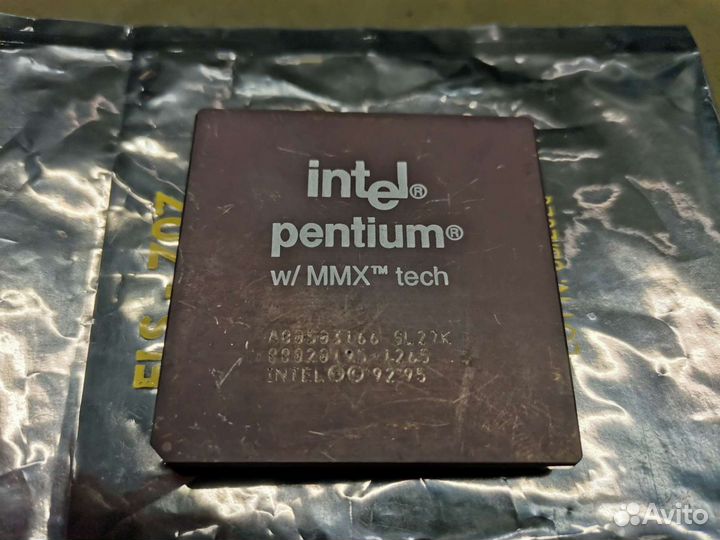 intel®
pentium®
w/ MMX™ tech
A80503166 SL27K
INTEL Ⓜ © '92 '95
Avito